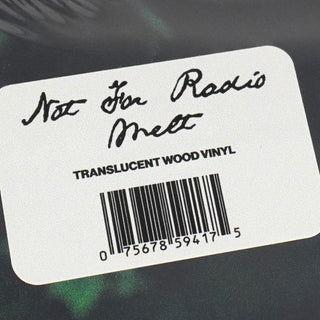 Not For Radio
Melt
TRANSLUCENT WOOD VINYL
0 75678 59417 5